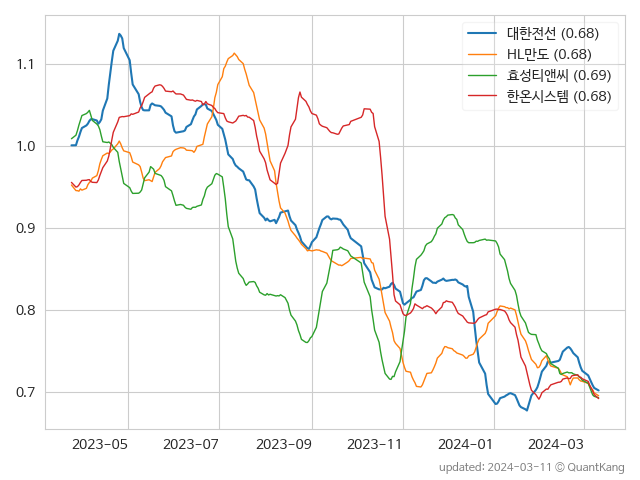 대한전선 (0.68)
HL만도 (0.68)
효성티앤씨 (0.69)
한온시스템 (0.68)
1.1
1.0
0.9
0.8
0.7
2023-05 2023-07 2023-09 2023-11 2024-01 2024-03
updated: 2024-03-11 © QuantKang